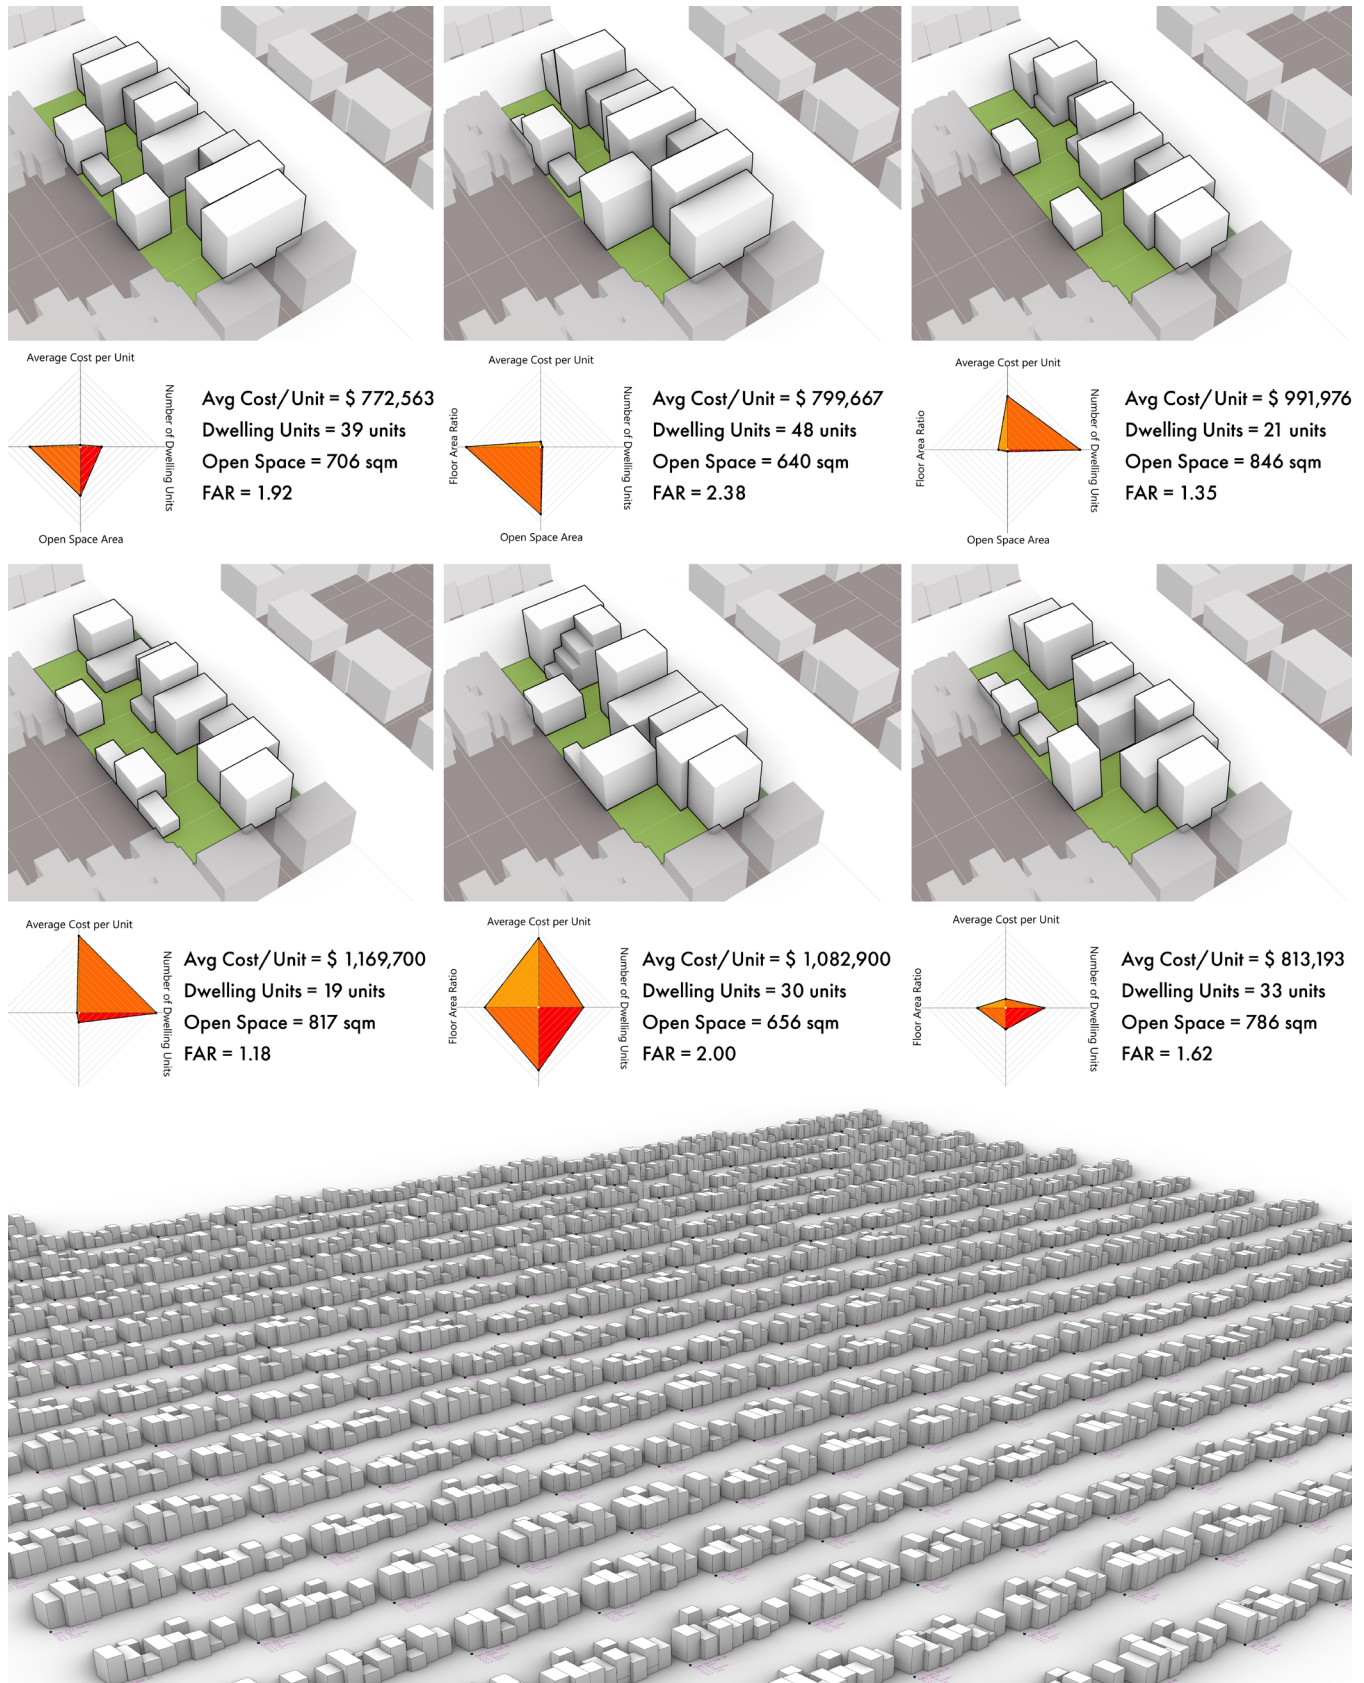 Average Cost per Unit
Number of Dwelling Units
Open Space Area
Avg Cost/Unit = $ 772,563
Dwelling Units = 39 units
Open Space = 706 sqm
FAR = 1.92
Average Cost per Unit
Floor Area Ratio
Number of Dwelling Units
Open Space Area
Avg Cost/Unit = $ 799,667
Dwelling Units = 48 units
Open Space = 640 sqm
FAR = 2.38
Average Cost per Unit
Number of Dwelling Units
Open Space Area
Avg Cost/Unit = $ 991,976
Dwelling Units = 21 units
Open Space = 846 sqm
FAR = 1.35
Average Cost per Unit
Number of Dwelling Units
Avg Cost/Unit = $ 1,169,700
Dwelling Units = 19 units
Open Space = 817 sqm
FAR = 1.18
Average Cost per Unit
Floor Area Ratio
Number of Dwelling Units
Avg Cost/Unit = $ 1,082,900
Dwelling Units = 30 units
Open Space = 656 sqm
FAR = 2.00
Average Cost per Unit
Floor Area Ratio
Number of Dwelling Units
Avg Cost/Unit = $ 813,193
Dwelling Units = 33 units
Open Space = 786 sqm
FAR = 1.62